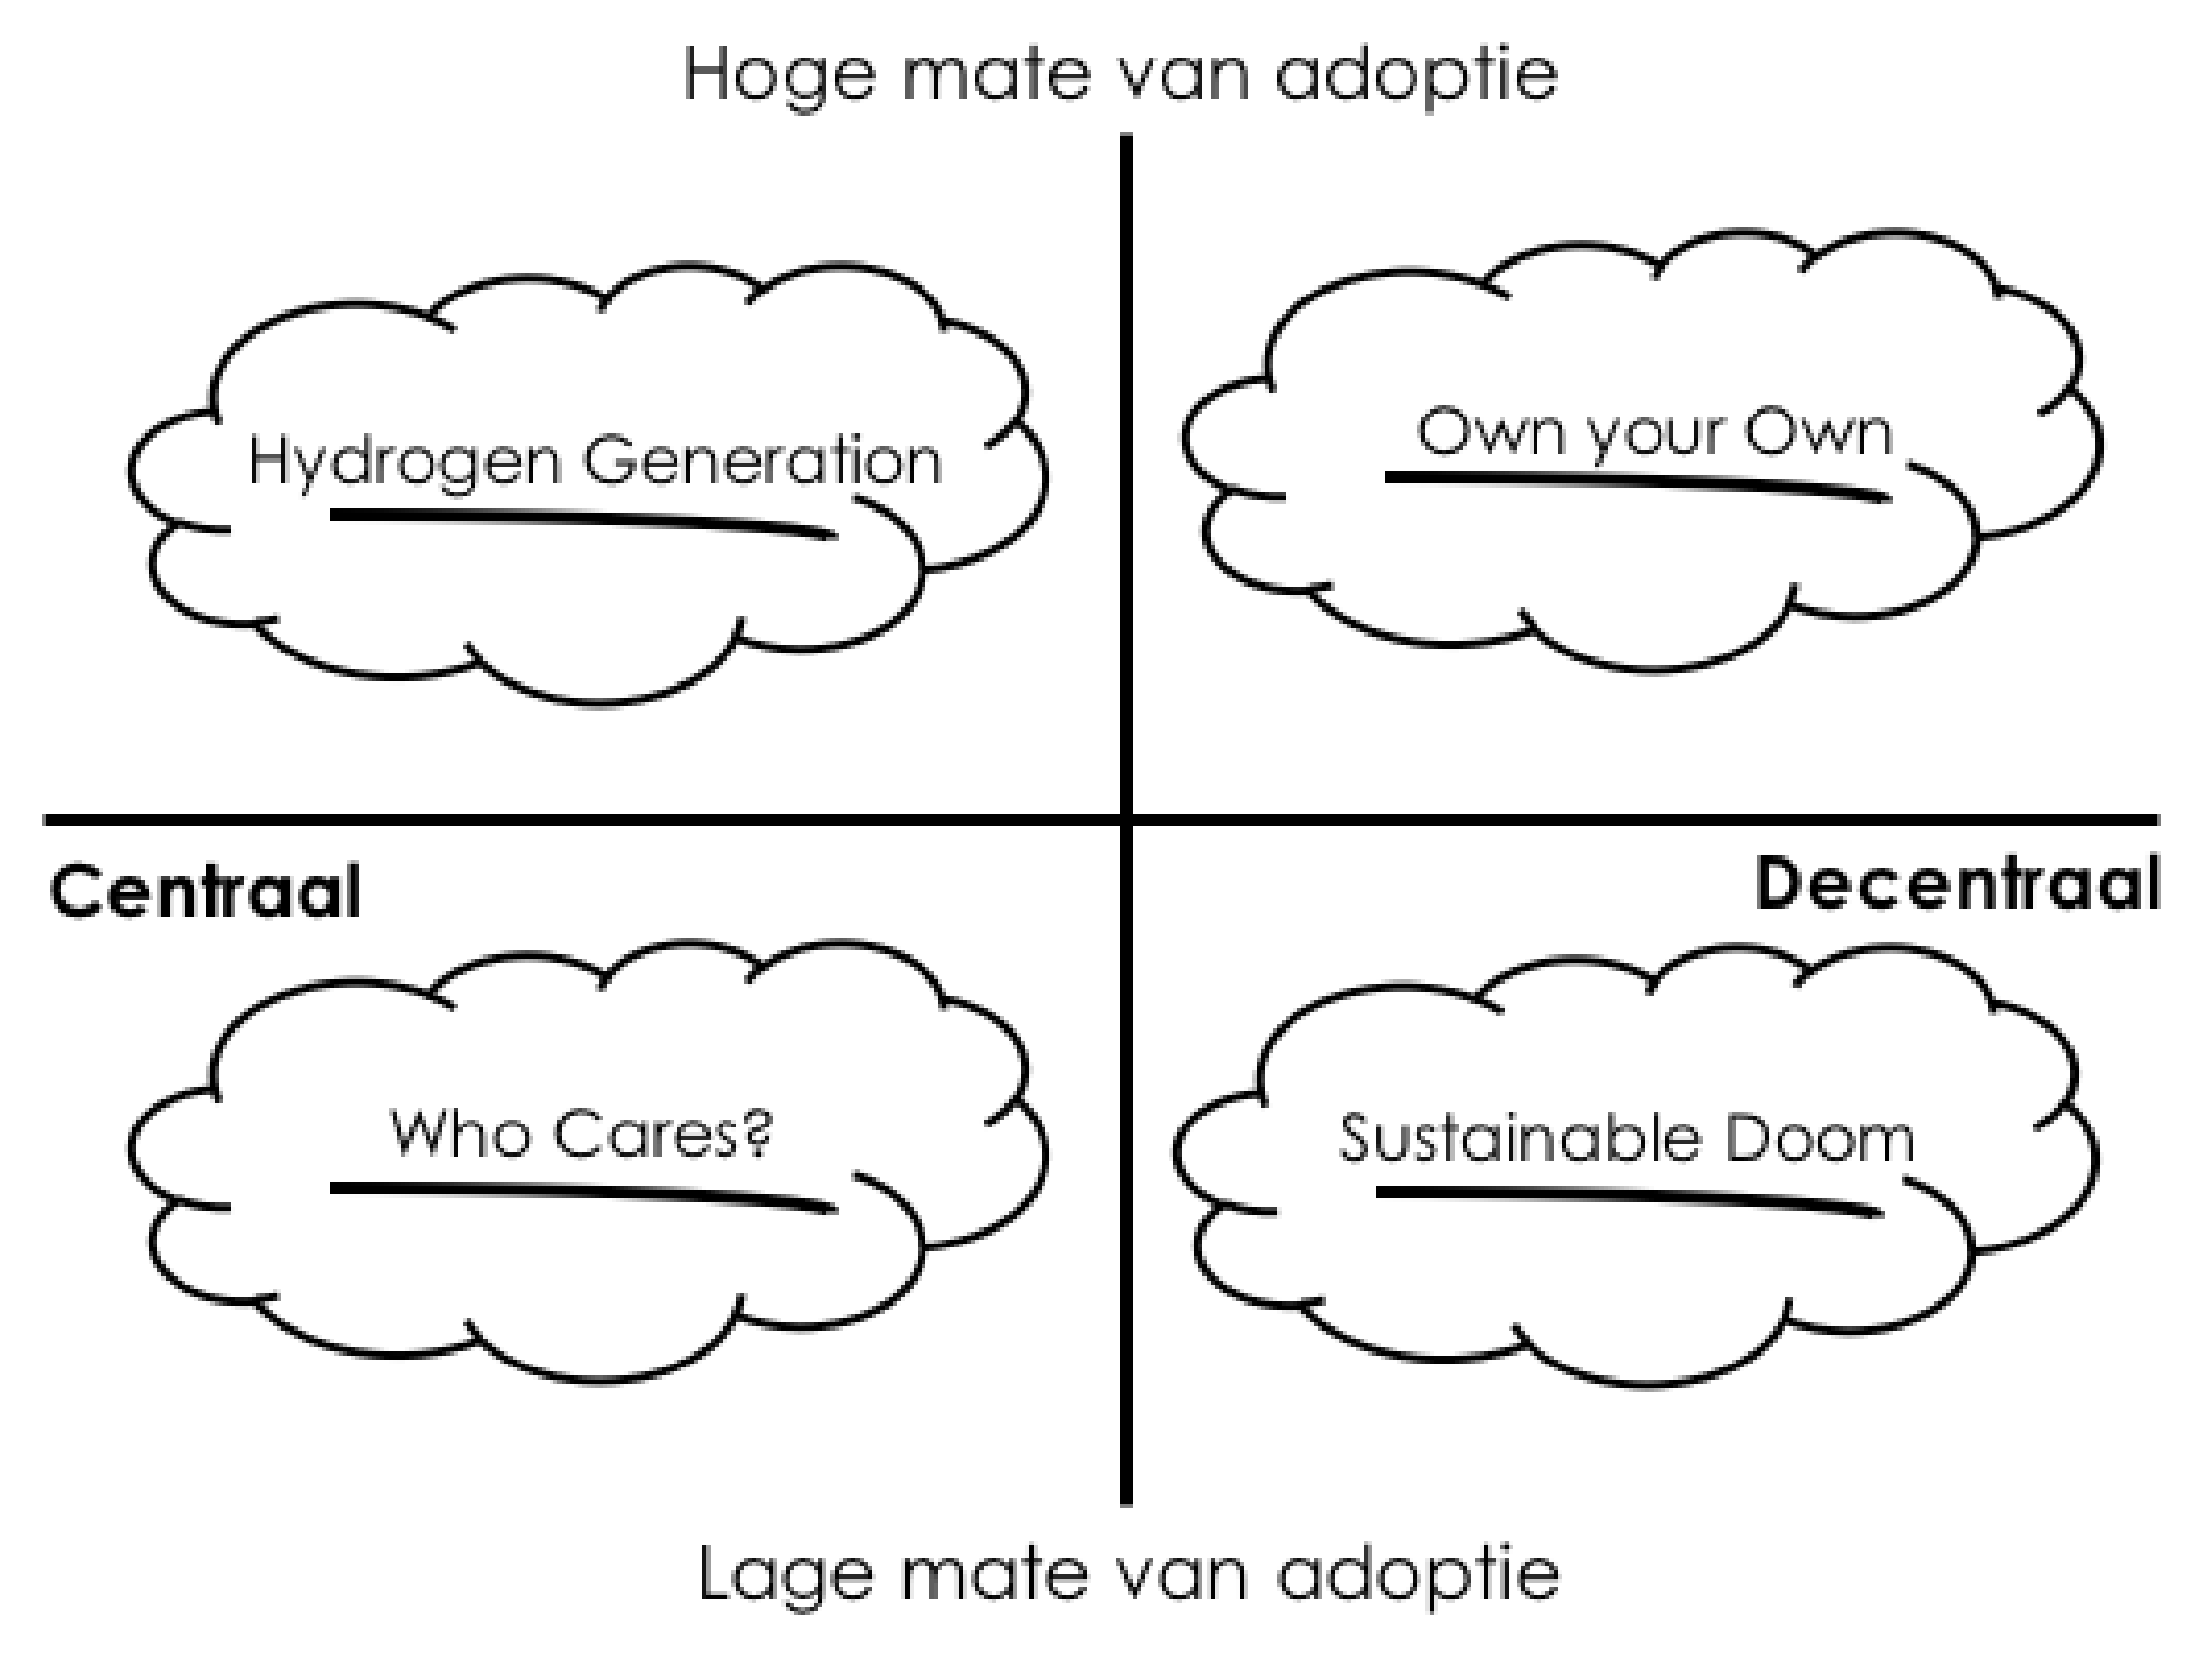 Hoge mate van adoptie
Hydrogen Generation
Own your Own
Centraal
Decentraal
Who Cares?
Sustainable Doom
Lage mate van adoptie